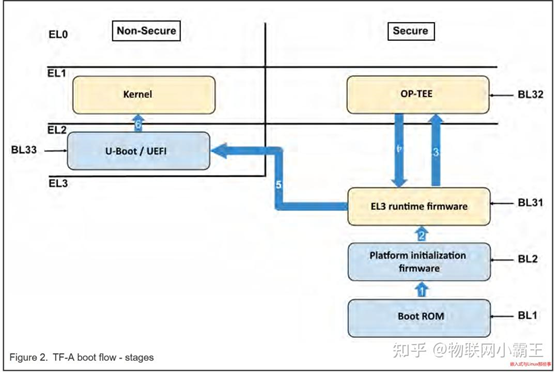 EL0
Non-Secure
Secure
EL1
Kernel
OP-TEE
BL32
EL2
6
4
3
BL33
U-Boot / UEFI
EL3
5
EL3 runtime firmware
BL31
2
Platform initialization
firmware
BL2
1
Boot ROM
BL1
Figure 2. TF-A boot flow - stages
知乎 @物联网小霸王